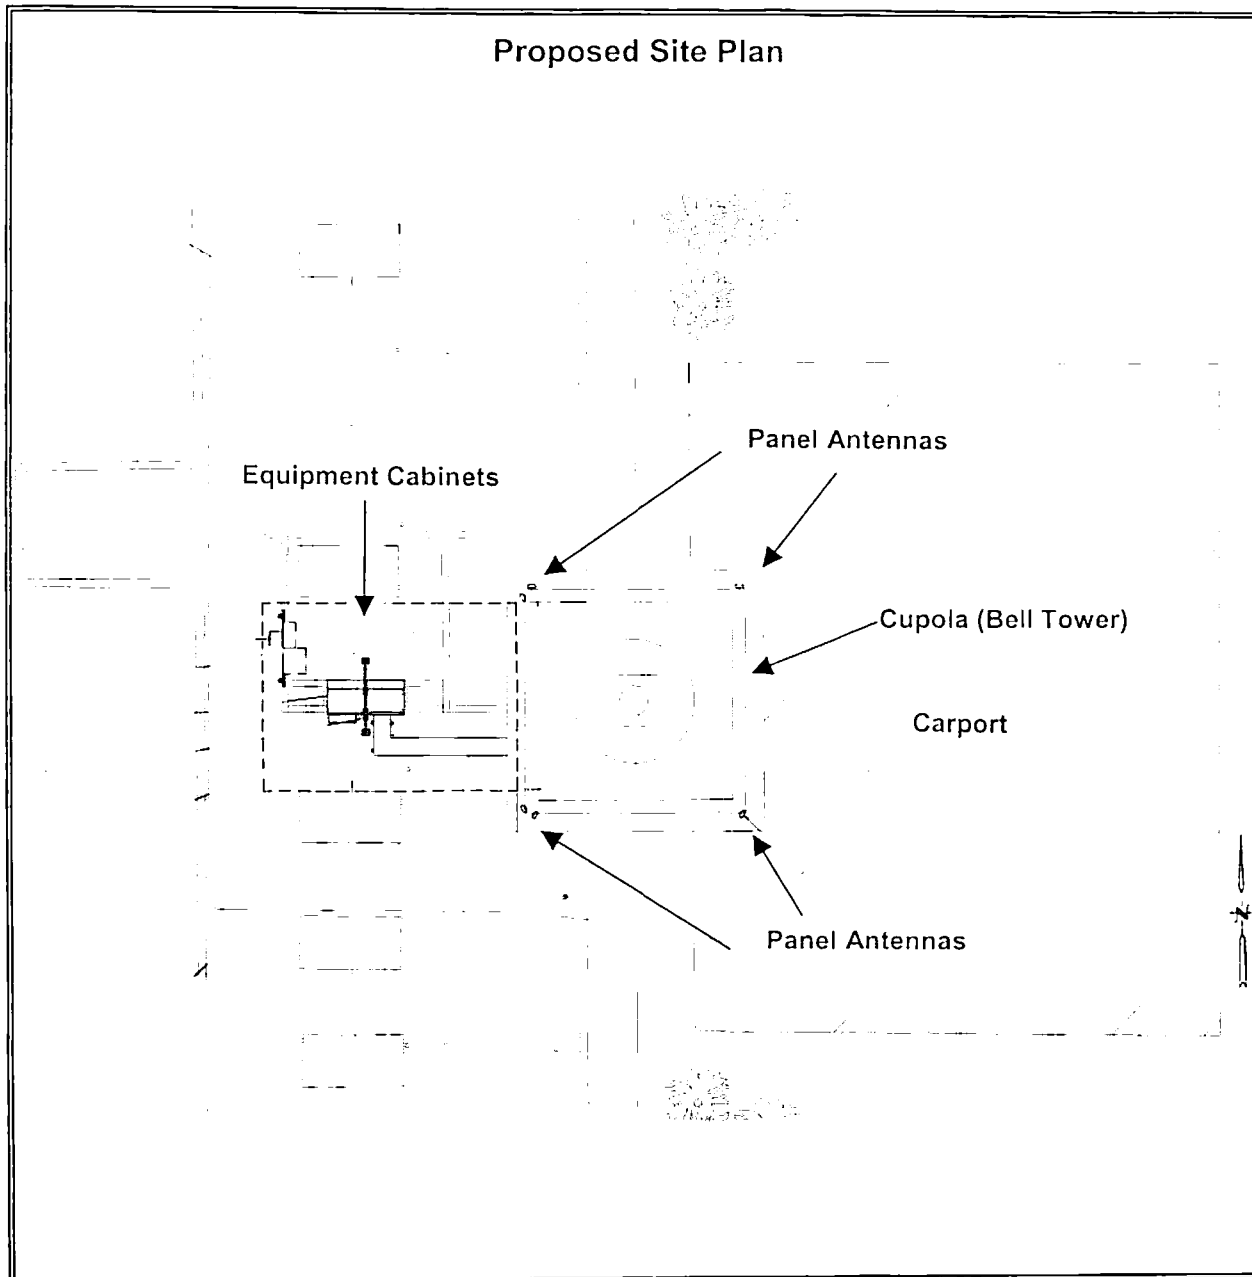 Proposed Site Plan
Panel Antennas
Equipment Cabinets
Cupola (Bell Tower)
Carport
Panel Antennas